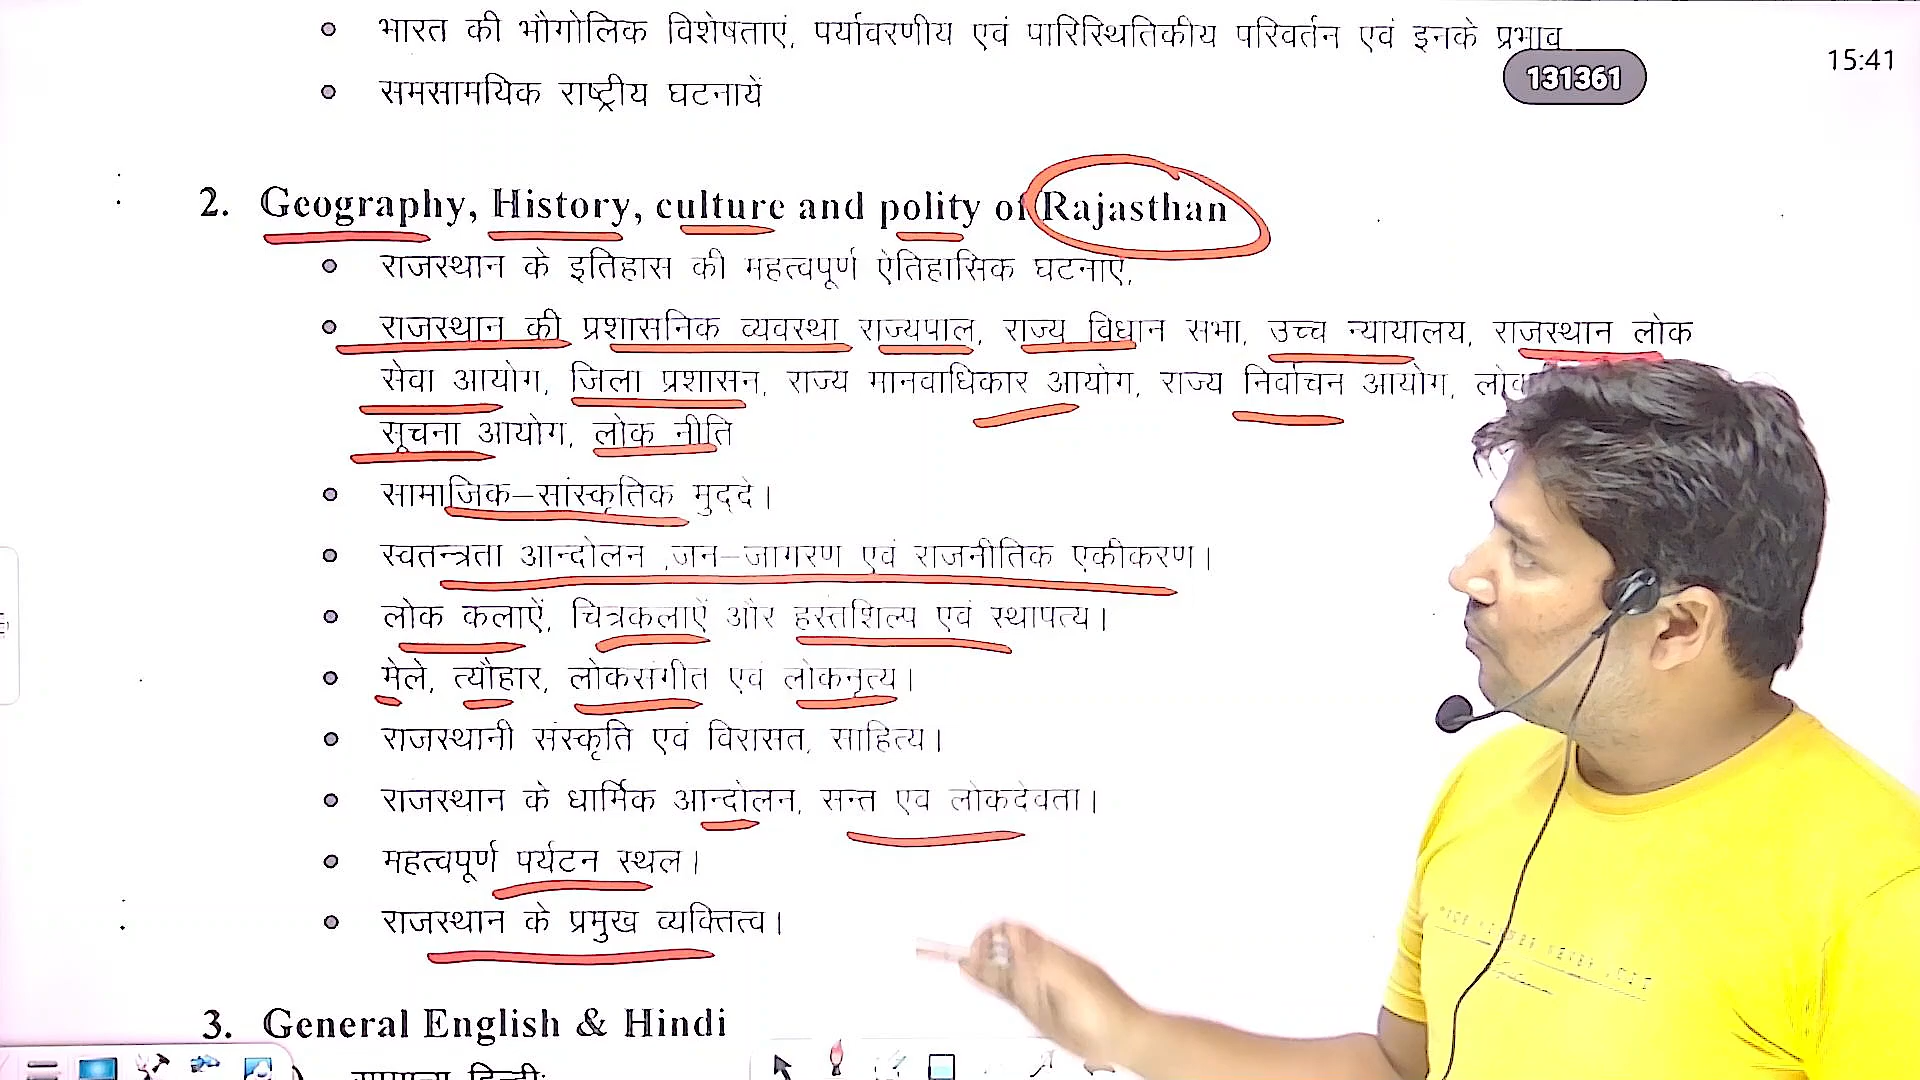 भारत की भौगोलिक विशेषताएं, पर्यावरणीय एवं पारिस्थितिकीय परिवर्तन एवं इनके प्रभाव
15:41
131361
समसामयिक राष्ट्रीय घटनायें
2. Geography, History, culture and polity of Rajasthan
राजस्थान के इतिहास की महत्वपूर्ण ऐतिहासिक घटनाएं,
राजस्थान की प्रशासनिक व्यवस्था राज्यपाल, राज्य विधान सभा, उच्च न्यायालय, राजस्थान लोक
सेवा आयोग, जिला प्रशासन, राज्य मानवाधिकार आयोग, राज्य निर्वाचन आयोग,
सूचना आयोग, लोक नीति
सामाजिक–सांस्कृतिक मुद्दे।
स्वतन्त्रता आन्दोलन ,जन–जागरण एवं राजनीतिक एकीकरण।
लोक कलाऐं, चित्रकलाऐं और हस्तशिल्प एवं स्थापत्य।
मेले, त्यौहार, लोकसंगीत एवं लोकनृत्य।
राजस्थानी संस्कृति एवं विरासत, साहित्य।
राजस्थान के धार्मिक आन्दोलन, सन्त एवं लोकदेवता।
महत्वपूर्ण पर्यटन स्थल।
राजस्थान के प्रमुख व्यक्तित्व।
3. General English & Hindi